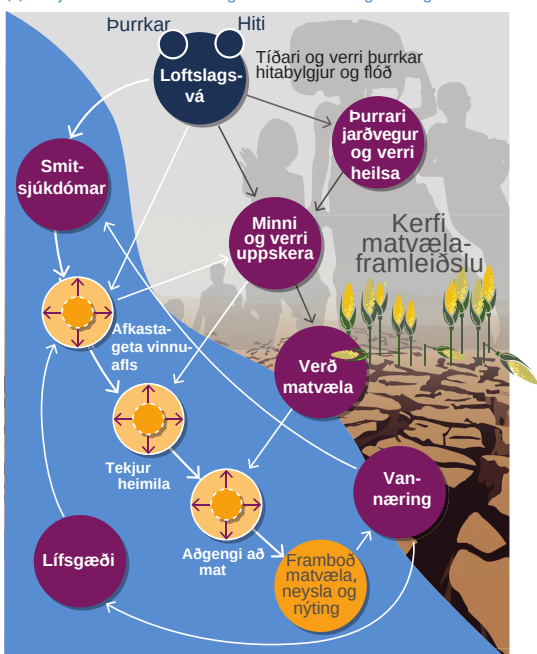 Þurrkar
Hiti
Tíðari og verri þurrkar
hitabylgjur og flóð
Loftslags-
vá
Þurrari
jarðvegur
og verri
heilsa
Smit-
sjúkdómar
Minni
og verri
uppskera
Kerfi
matvæla-
framleiðslu
Afkasta-
geta vinnu-
afls
Verð
matvæla
Tekjur
heimila
Van-
næring
Aðgengi að
mat
Lífsgæði
Framboð
matvæla,
neysla og
nýting